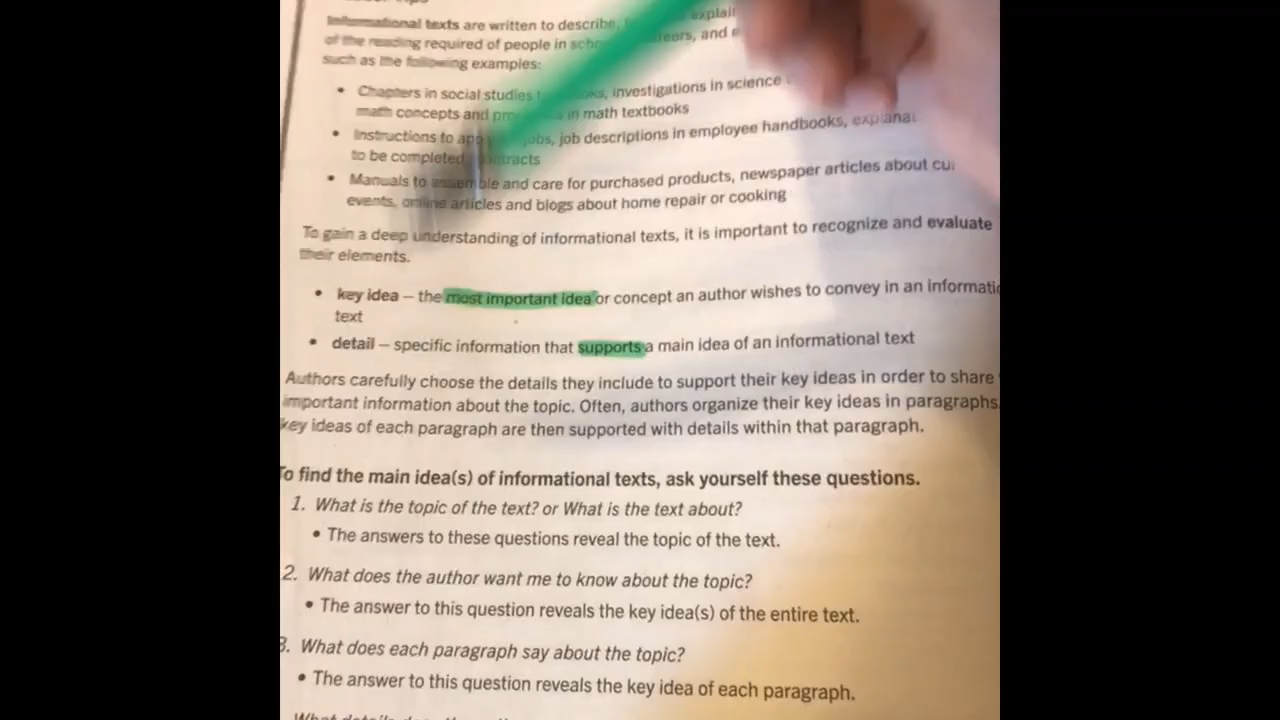 Informational texts are written to describe, explai
of the reading required of people in and
such as the following examples:
• Chapters in social studies investigations in science
math concepts and in math textbooks
• Instructions to jobs, job descriptions in employee handbooks,
to be completed,
• Manuals to assemble and care for purchased products, newspaper articles about
events, online articles and blogs about home repair or cooking
To gain a deep understanding of informational texts, it is important to recognize and evaluate
their elements.
• key idea – the most important idea or concept an author wishes to convey in an informatio
text
• detail – specific information that supports a main idea of an informational text
Authors carefully choose the details they include to support their key ideas in order to share
important information about the topic. Often, authors organize their key ideas in paragraphs.
key ideas of each paragraph are then supported with details within that paragraph.
To find the main idea(s) of informational texts, ask yourself these questions.
1. What is the topic of the text? or What is the text about?
• The answers to these questions reveal the topic of the text.
2. What does the author want me to know about the topic?
• The answer to this question reveals the key idea(s) of the entire text.
3. What does each paragraph say about the topic?
• The answer to this question reveals the key idea of each paragraph.
What details